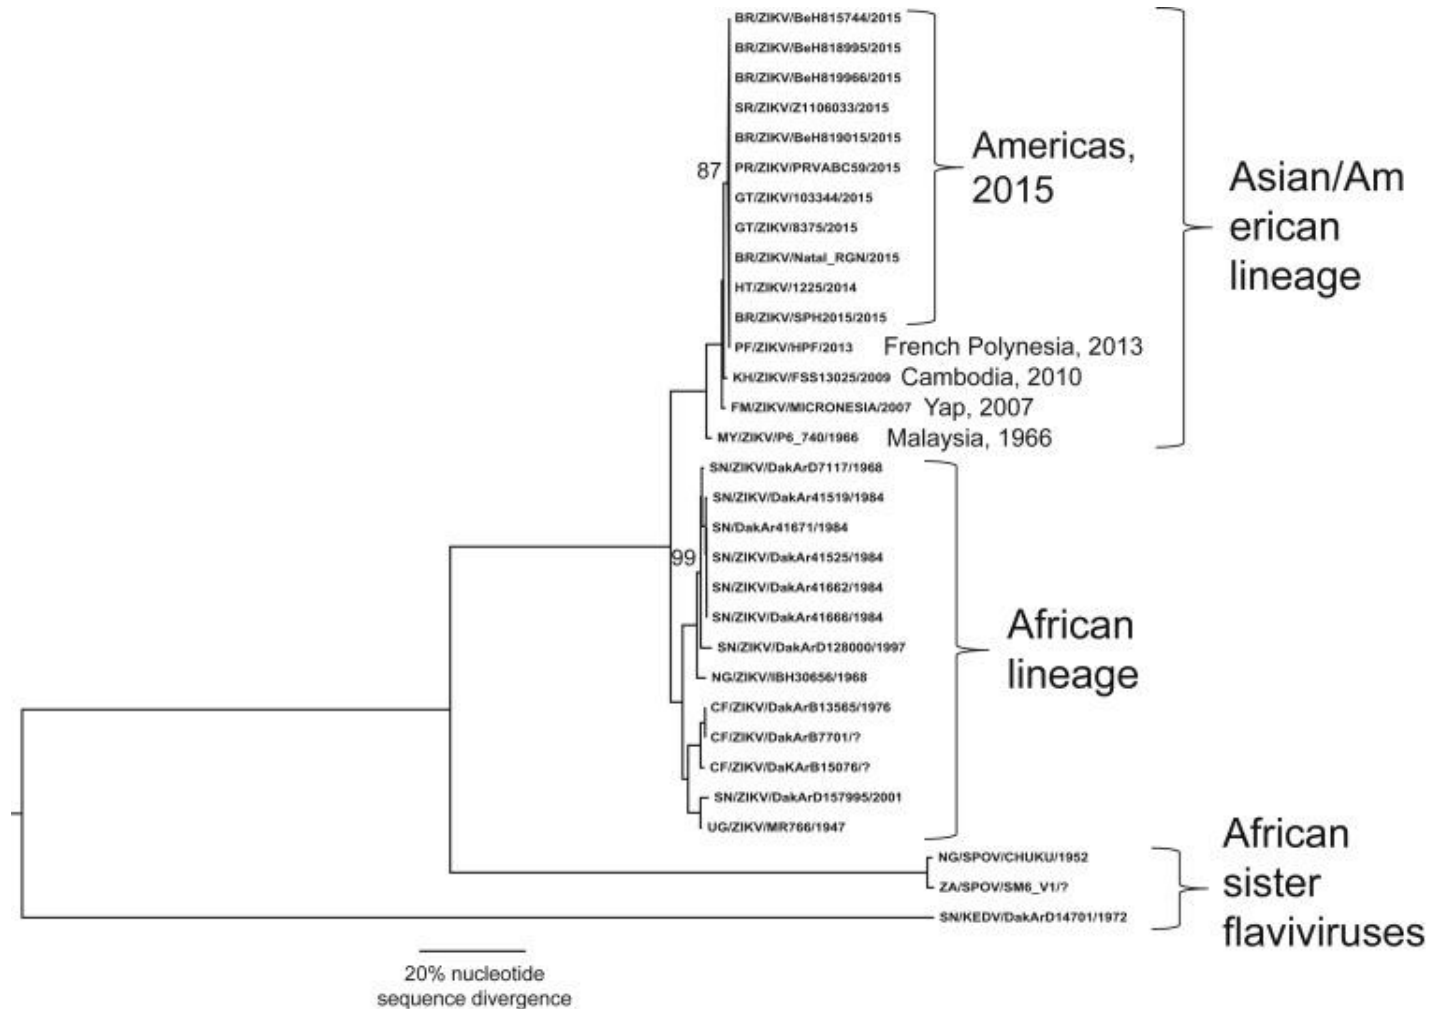 BR/ZIKV/BeH815744/2015
BR/ZIKV/BeH818995/2015
BR/ZIKV/BeH819966/2015
SR/ZIKV/Z1106033/2015
BR/ZIKV/BeH819015/2015
PR/ZIKV/PRVABC59/2015
GT/ZIKV/103344/2015
GT/ZIKV/8375/2015
BR/ZIKV/Natal_RGN/2015
HT/ZIKV/1225/2014
BR/ZIKV/SPH2015/2015
87
Americas,
2015
Asian/Am
erican
lineage
PF/ZIKV/HPF/2013 French Polynesia, 2013
KH/ZIKV/FSS13025/2009 Cambodia, 2010
FM/ZIKV/MICRONESIA/2007 Yap, 2007
MY/ZIKV/P6_740/1966 Malaysia, 1966
SN/ZIKV/DakArD7117/1968
SN/ZIKV/DakAr41519/1984
SN/DakAr41671/1984
SN/ZIKV/DakAr41525/1984
SN/ZIKV/DakAr41662/1984
SN/ZIKV/DakAr41666/1984
SN/ZIKV/DakArD128000/1997
NG/ZIKV/IBH30656/1968
CF/ZIKV/DakArB13565/1976
CF/ZIKV/DakArB7701/?
CF/ZIKV/DaKArB15076/?
SN/ZIKV/DakArD157995/2001
UG/ZIKV/MR766/1947
99
African
lineage
NG/SPOV/CHUKU/1952
ZA/SPOV/SM6_V1/?
SN/KEDV/DakArD14701/1972
African
sister
flaviviruses
20% nucleotide
sequence divergence